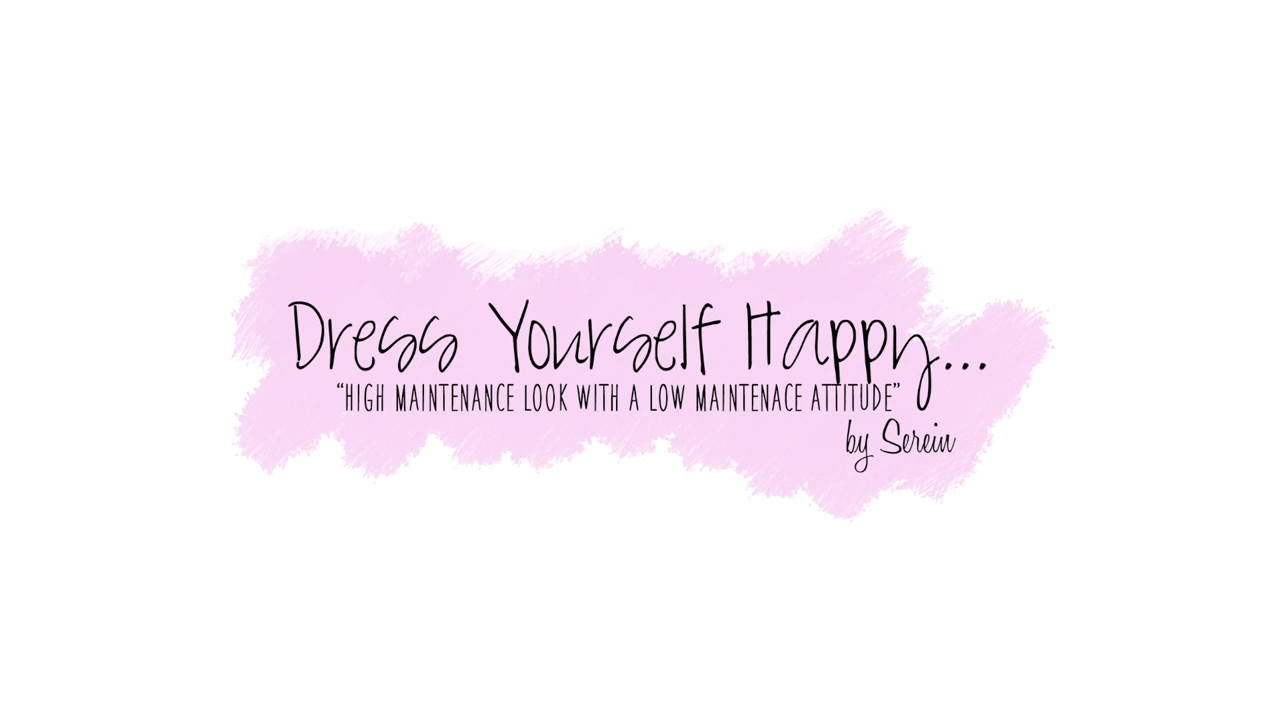 Dress Yourself Happy...
“HIGH MAINTENANCE LOOK WITH A LOW MAINTENACE ATTITUDE”
by Serein